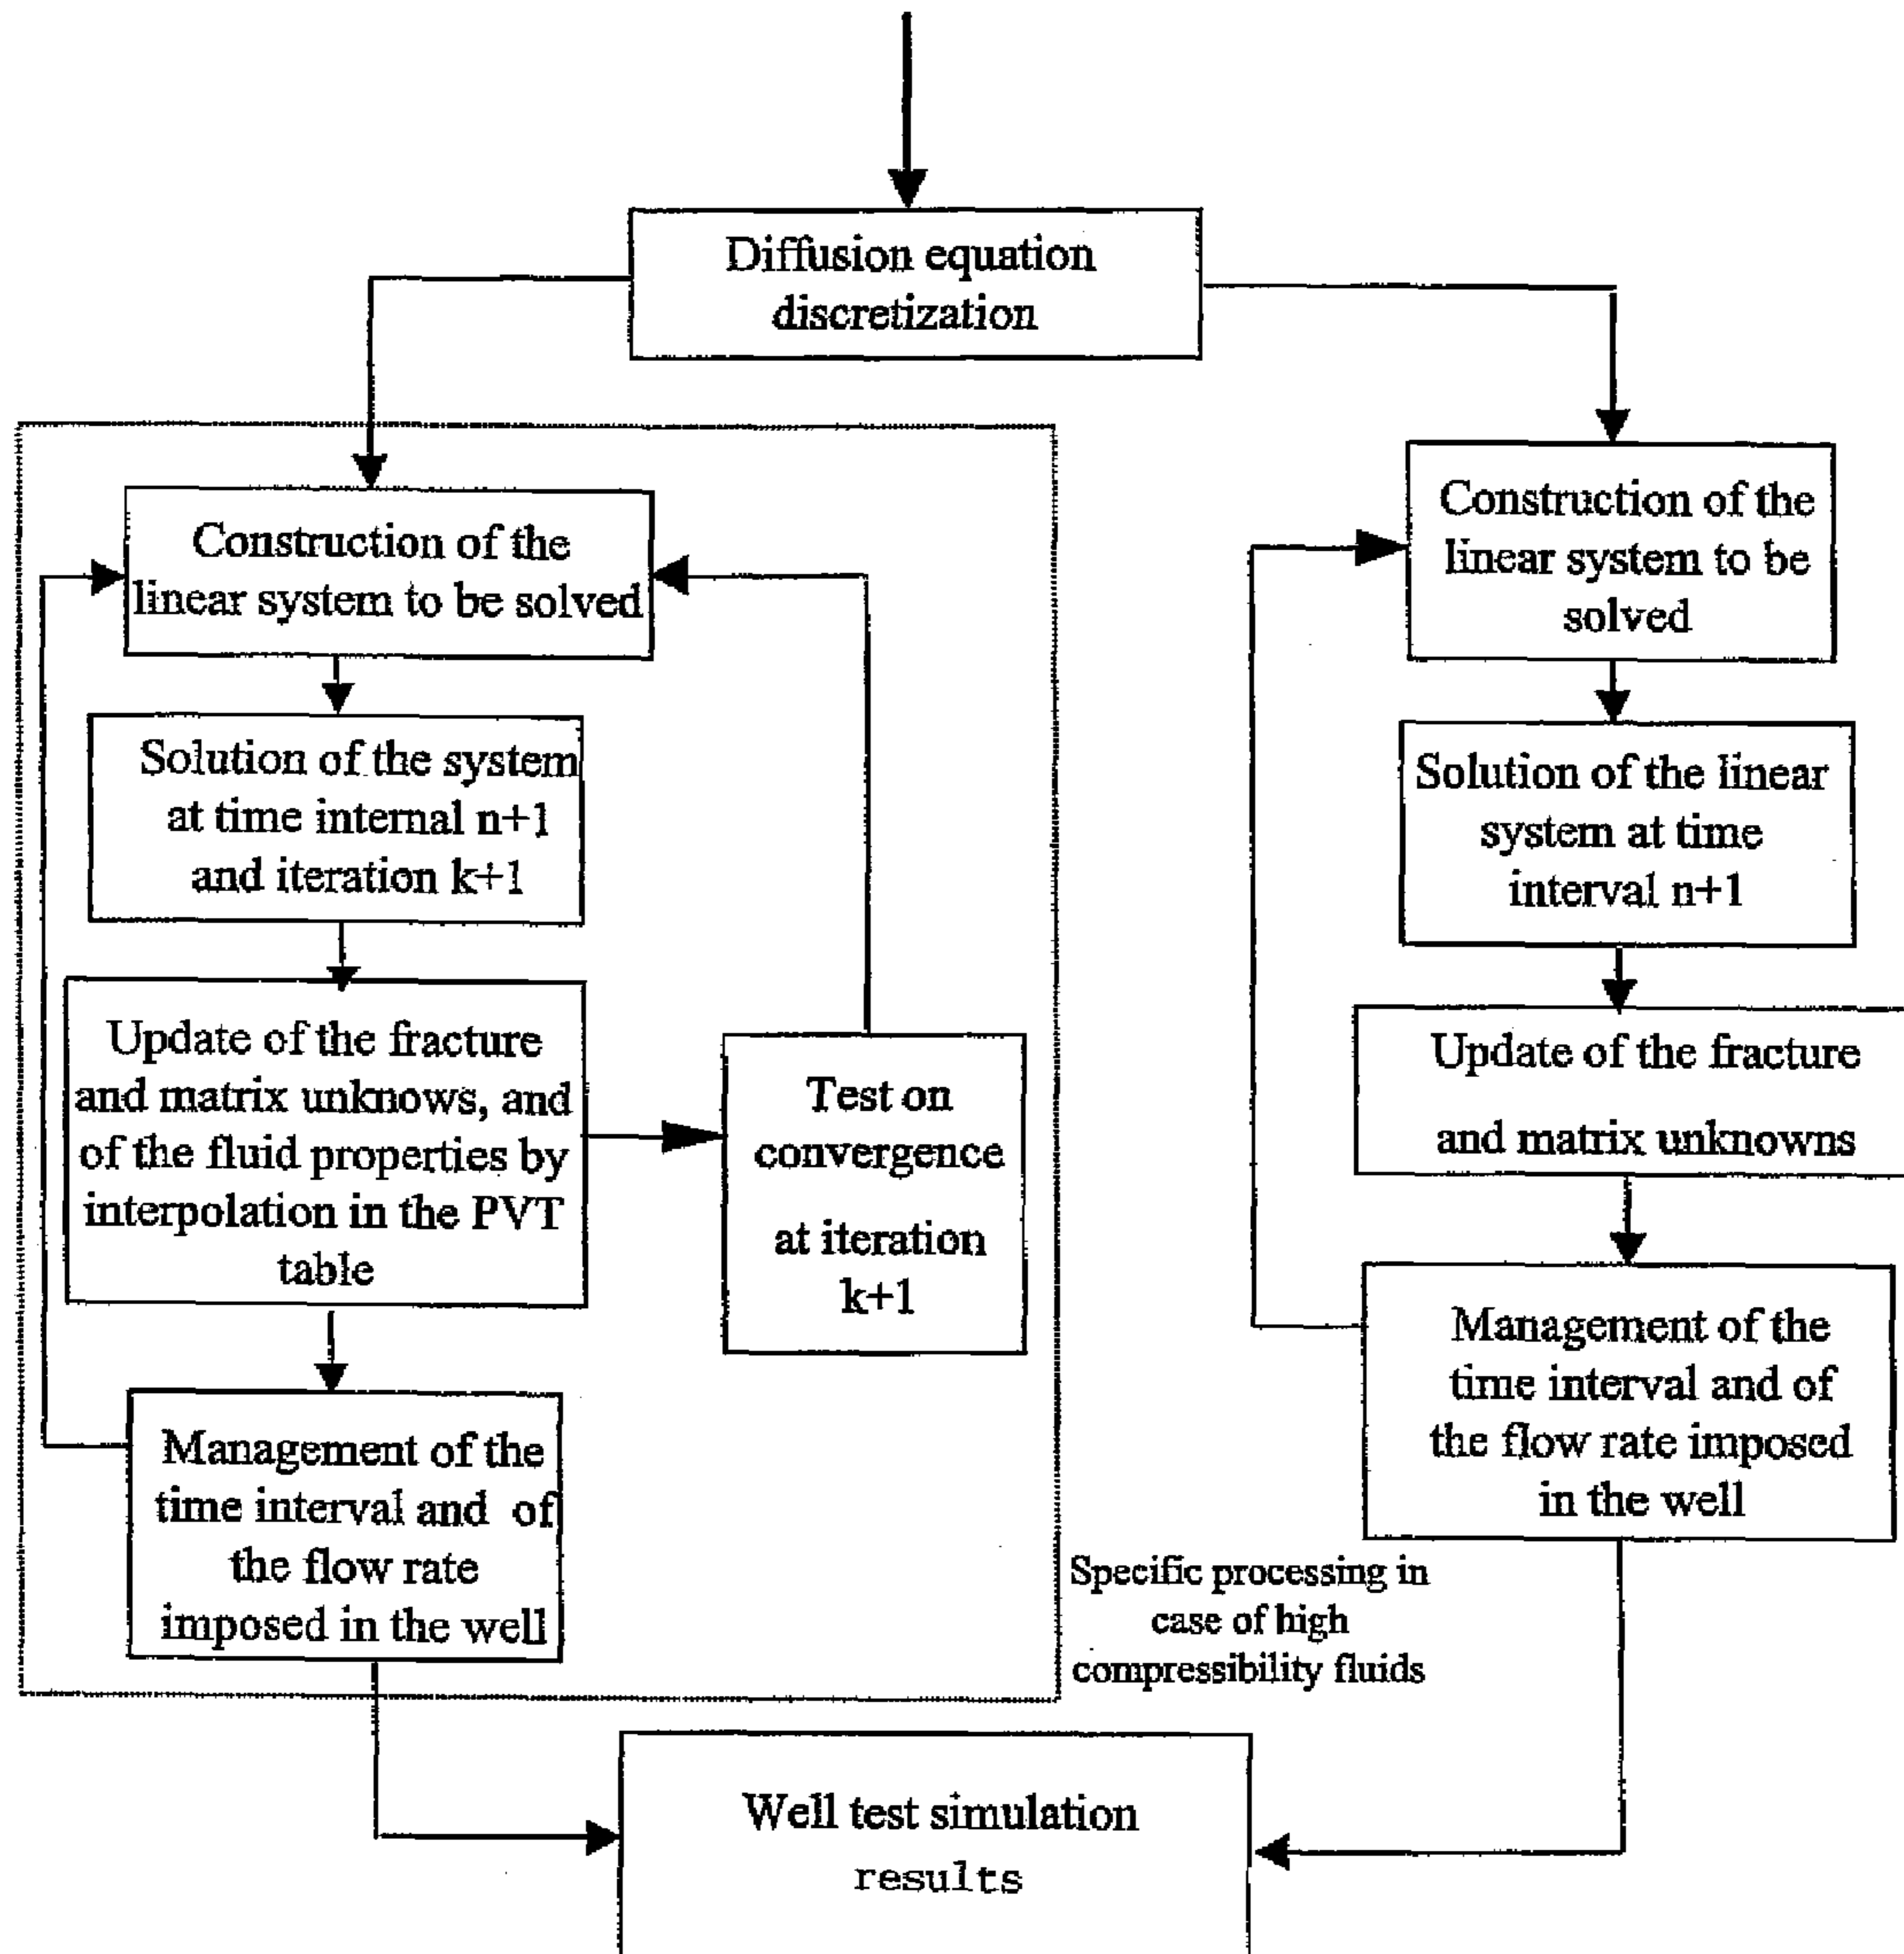 Diffusion equation
discretization
Construction of the
linear system to be solved
Solution of the system
at time internal n+1
and iteration k+1
Update of the fracture
and matrix unknows, and
of the fluid properties by
interpolation in the PVT
table
Test on
convergence
at iteration
k+1
Management of the
time interval and of
the flow rate
imposed in the well
Construction of the
linear system to be
solved
Solution of the linear
system at time
interval n+1
Update of the fracture
and matrix unknowns
Management of the
time interval and of
the flow rate imposed
in the well
Specific processing in
case of high
compressibility fluids
Well test simulation
results